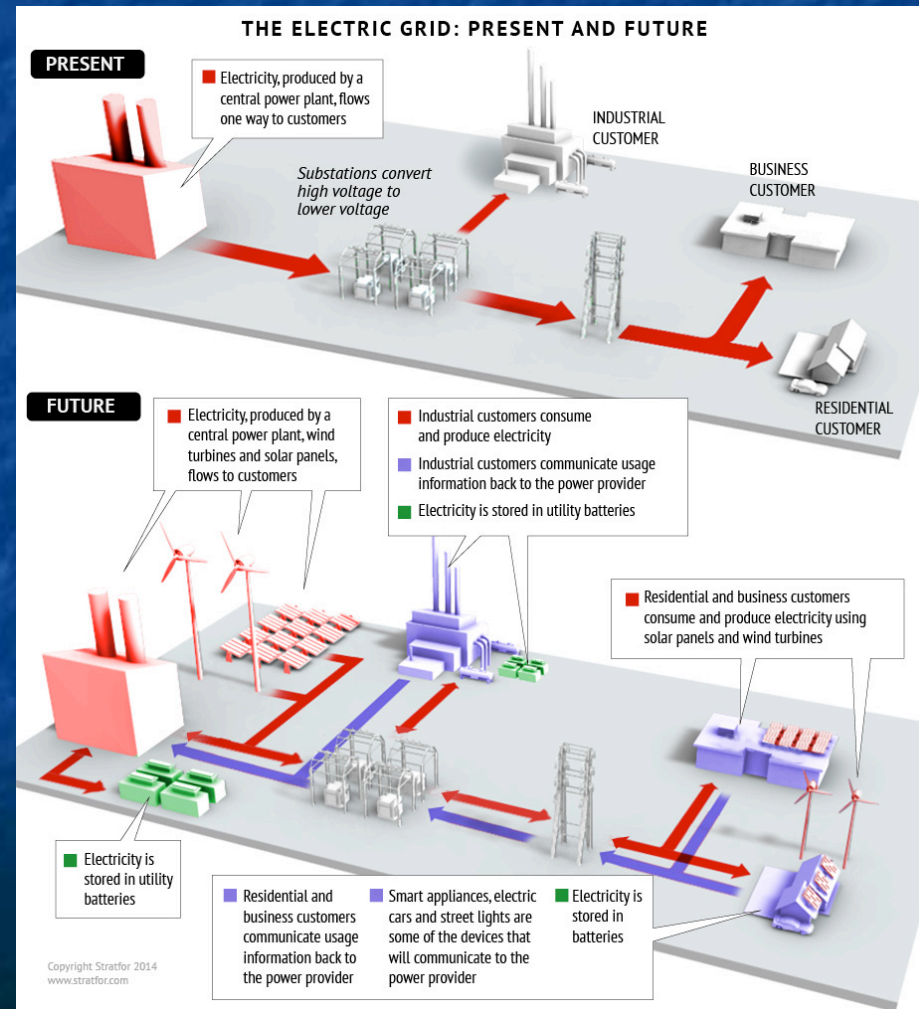 THE ELECTRIC GRID: PRESENT AND FUTURE
PRESENT
Electricity, produced by a
central power plant, flows
one way to customers
Substations convert
high voltage to
lower voltage
INDUSTRIAL
CUSTOMER
BUSINESS
CUSTOMER
RESIDENTIAL
CUSTOMER
FUTURE
Electricity, produced by a
central power plant, wind
turbines and solar panels,
flows to customers
Industrial customers consume
and produce electricity
Industrial customers communicate usage
information back to the power provider
Electricity is stored in utility batteries
Residential and business customers
consume and produce electricity using
solar panels and wind turbines
Electricity is
stored in utility
batteries
Residential and
business customers
communicate usage
information back to
the power provider
Smart appliances, electric
cars and street lights are
some of the devices that
will communicate to the
power provider
Electricity is
stored in
batteries
Copyright Stratfor 2014
www.stratfor.com